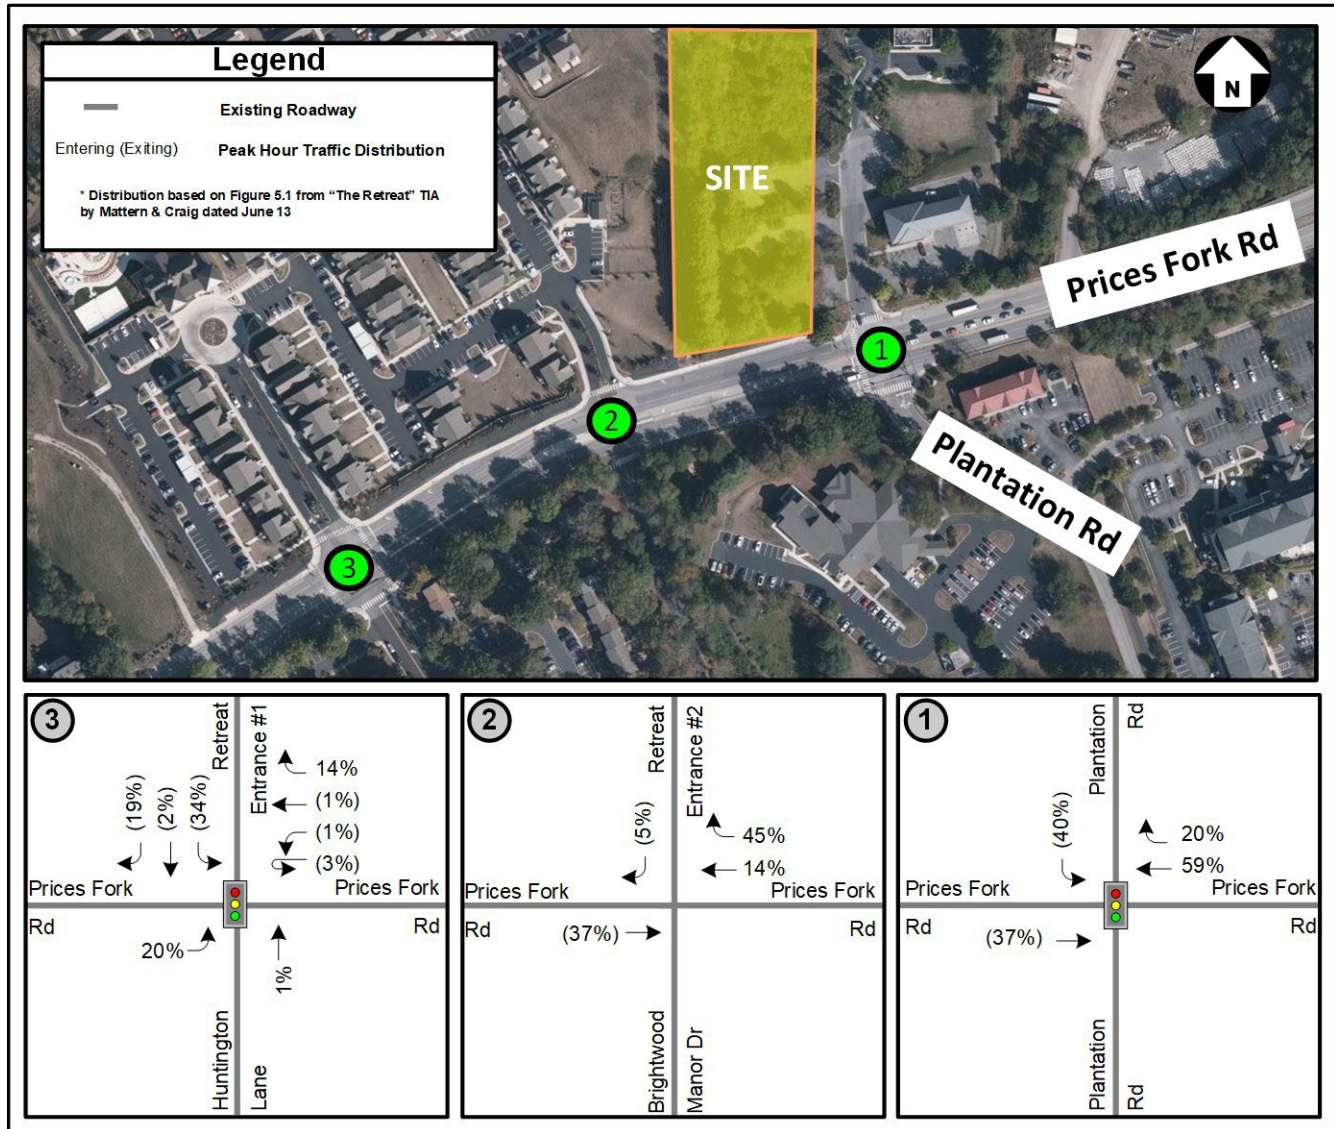 Legend
Existing Roadway
Entering (Exiting) Peak Hour Traffic Distribution
* Distribution based on Figure 5.1 from “The Retreat” TIA
by Mattern & Craig dated June 13
N
SITE
Prices Fork Rd
Plantation Rd
1
2
3
3
Retreat
Entrance #1
14%
(1%)
(1%)
(3%)
(19%)
(2%)
(34%)
Prices Fork
Rd
Prices Fork
Rd
20%
1%
Huntington
Lane
2
Retreat
Entrance #2
(5%)
45%
14%
Prices Fork
Rd
Prices Fork
Rd
(37%)
Brightwood
Manor Dr
1
Plantation
Rd
(40%)
20%
59%
Prices Fork
Rd
Prices Fork
Rd
(37%)
Plantation
Rd